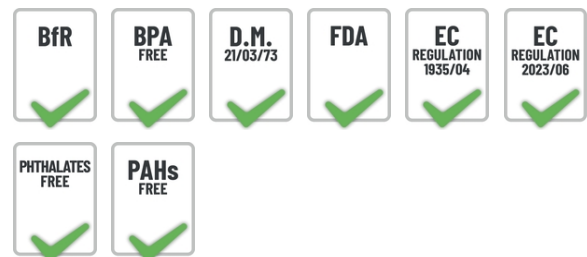 BfR
BPA
FREE
D.M.
21/03/73
FDA
EC
REGULATION
1935/04
EC
REGULATION
2023/06
PHTHALATES
FREE
PAHs
FREE